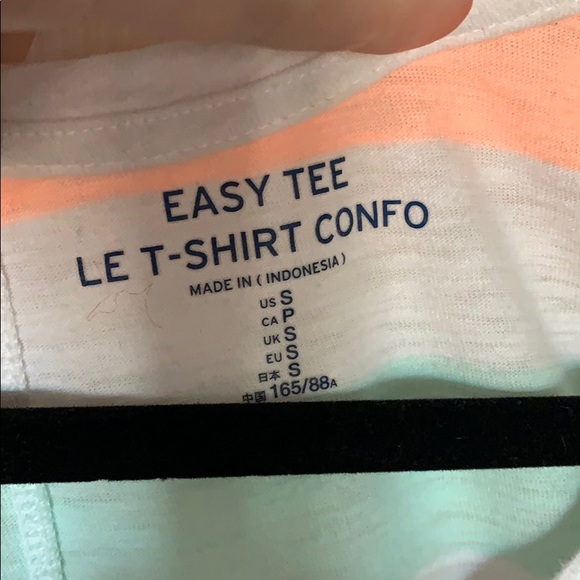 EASY TEE
LE T-SHIRT CONFO
MADE IN ( INDONESIA )
US S
CA P
UK S
EU S
日本 S
中国 165/88A